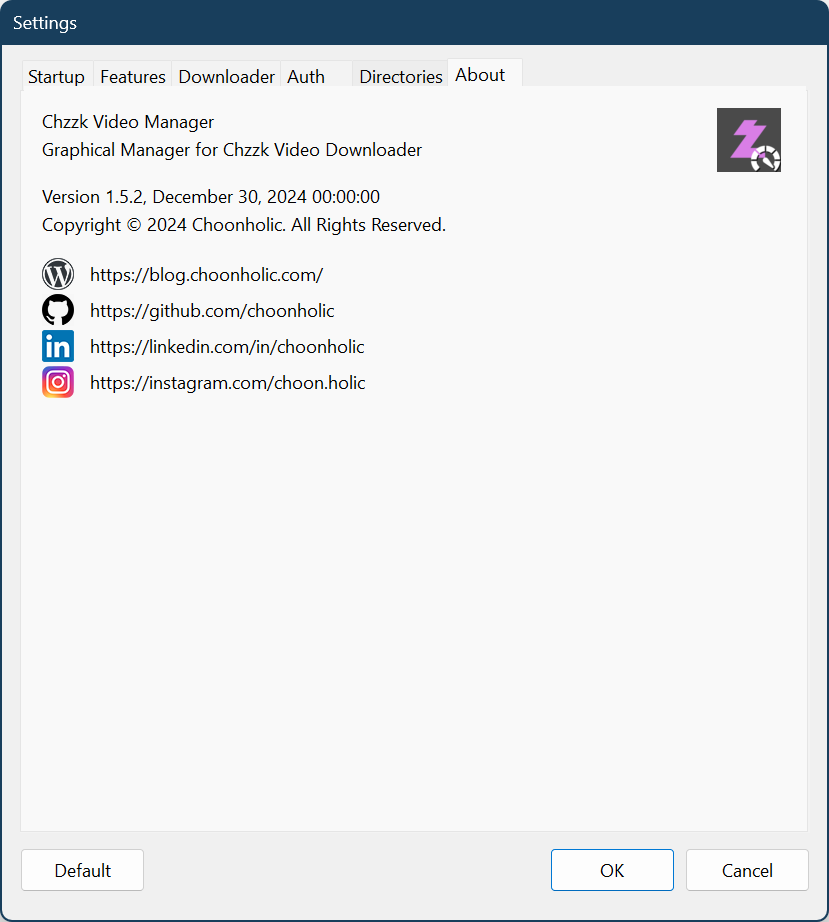 Settings
Startup Features Downloader Auth Directories About
Chzzk Video Manager
Graphical Manager for Chzzk Video Downloader
Version 1.5.2, December 30, 2024 00:00:00
Copyright © 2024 Choonholic. All Rights Reserved.
https://blog.choonholic.com/
https://github.com/choonholic
https://linkedin.com/in/choonholic
https://instagram.com/choon.holic
Default OK Cancel